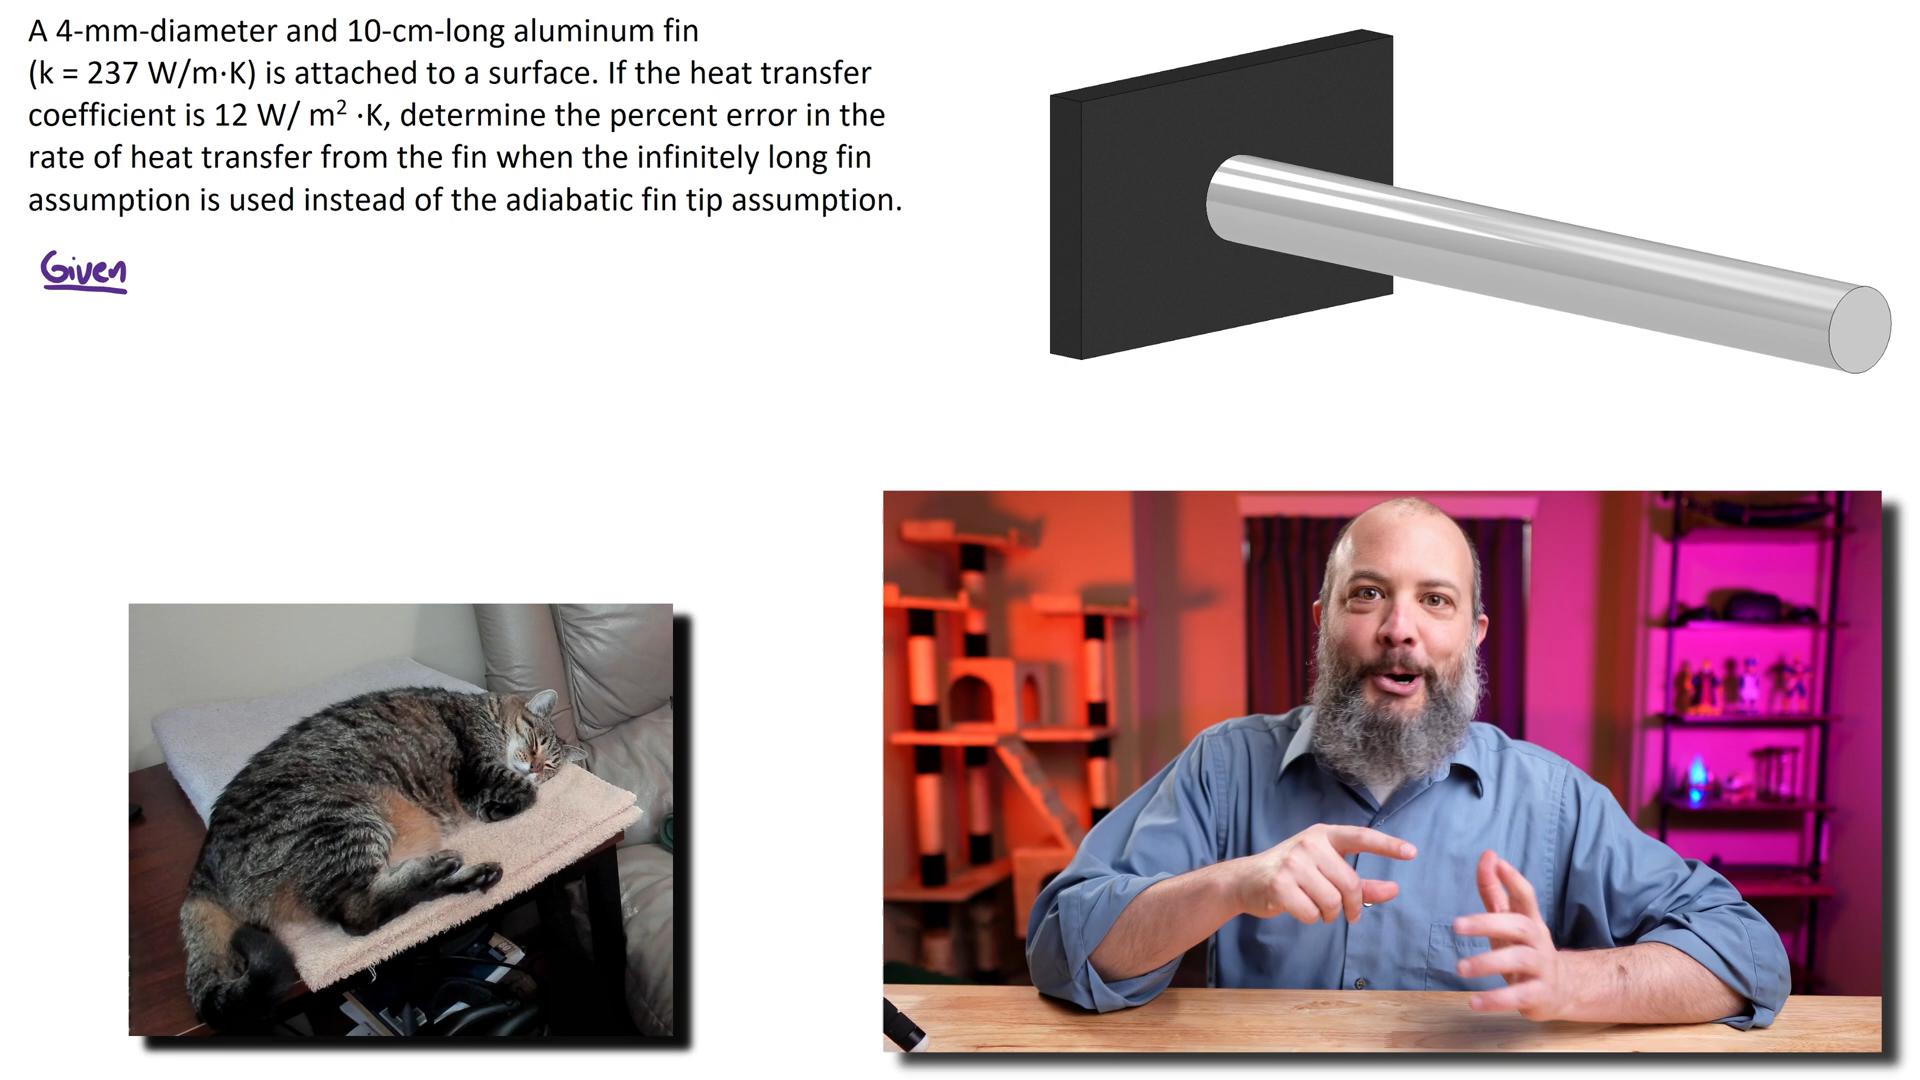 A 4-mm-diameter and 10-cm-long aluminum fin
(k = 237 W/m·K) is attached to a surface. If the heat transfer
coefficient is 12 W/ m² ·K, determine the percent error in the
rate of heat transfer from the fin when the infinitely long fin
assumption is used instead of the adiabatic fin tip assumption.
Given